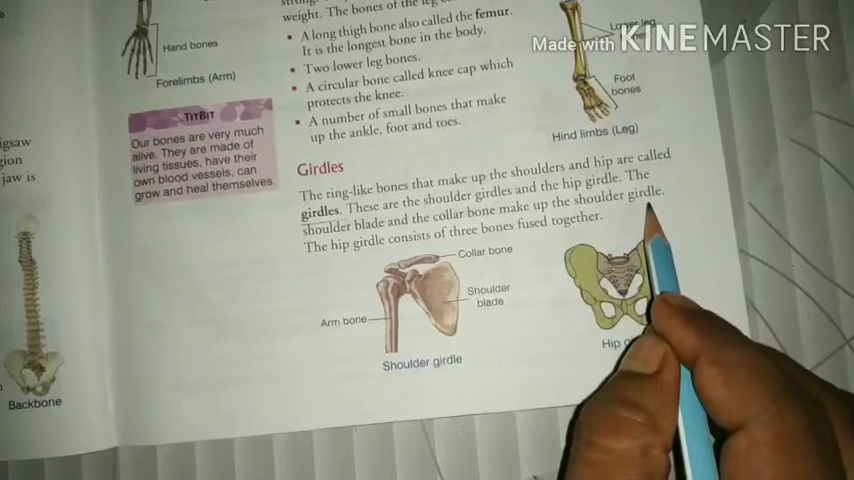 weight. The bones of the leg
• A long thigh bone also called the femur.
It is the longest bone in the body.
• Two lower leg bones.
• A circular bone called knee cap which
protects the knee.
• A number of small bones that make
up the ankle, foot and toes.
Hand bones
Forelimbs (Arm)
Lower leg
Foot
bones
Hind limbs (Leg)
Made with KINEMASTER
TITBIT
Our bones are very much
alive. They are made of
living tissues, have their
own blood vessels, can
grow and heal themselves.
igsaw
gion
jaw is
Backbone
Girdles
The ring-like bones that make up the shoulders and hip are called
girdles. These are the shoulder girdles and the hip girdle. The
shoulder blade and the collar bone make up the shoulder girdle.
The hip girdle consists of three bones fused together.
Collar bone
Shoulder
blade
Arm bone
Shoulder girdle
Hip